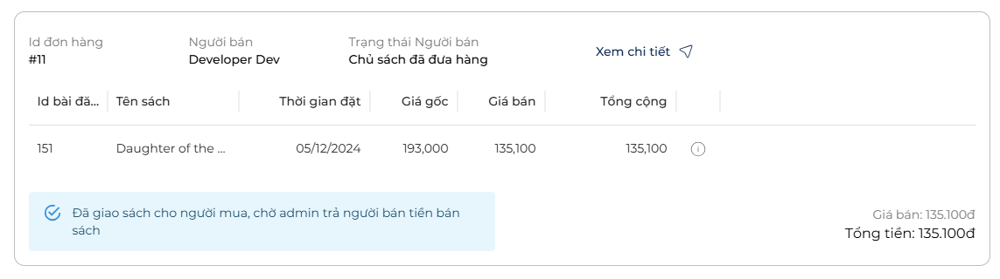 Id đơn hàng Người bán Trạng thái Người bán
#11 Developer Dev Chủ sách đã đưa hàng Xem chi tiết
Id bài đă... Tên sách Thời gian đặt Giá gốc Giá bán Tổng cộng
151 Daughter of the ... 05/12/2024 193,000 135,100 135,100
Đã giao sách cho người mua, chờ admin trả người bán tiền bán
sách
Giá bán: 135.100đ
Tổng tiền: 135.100đ